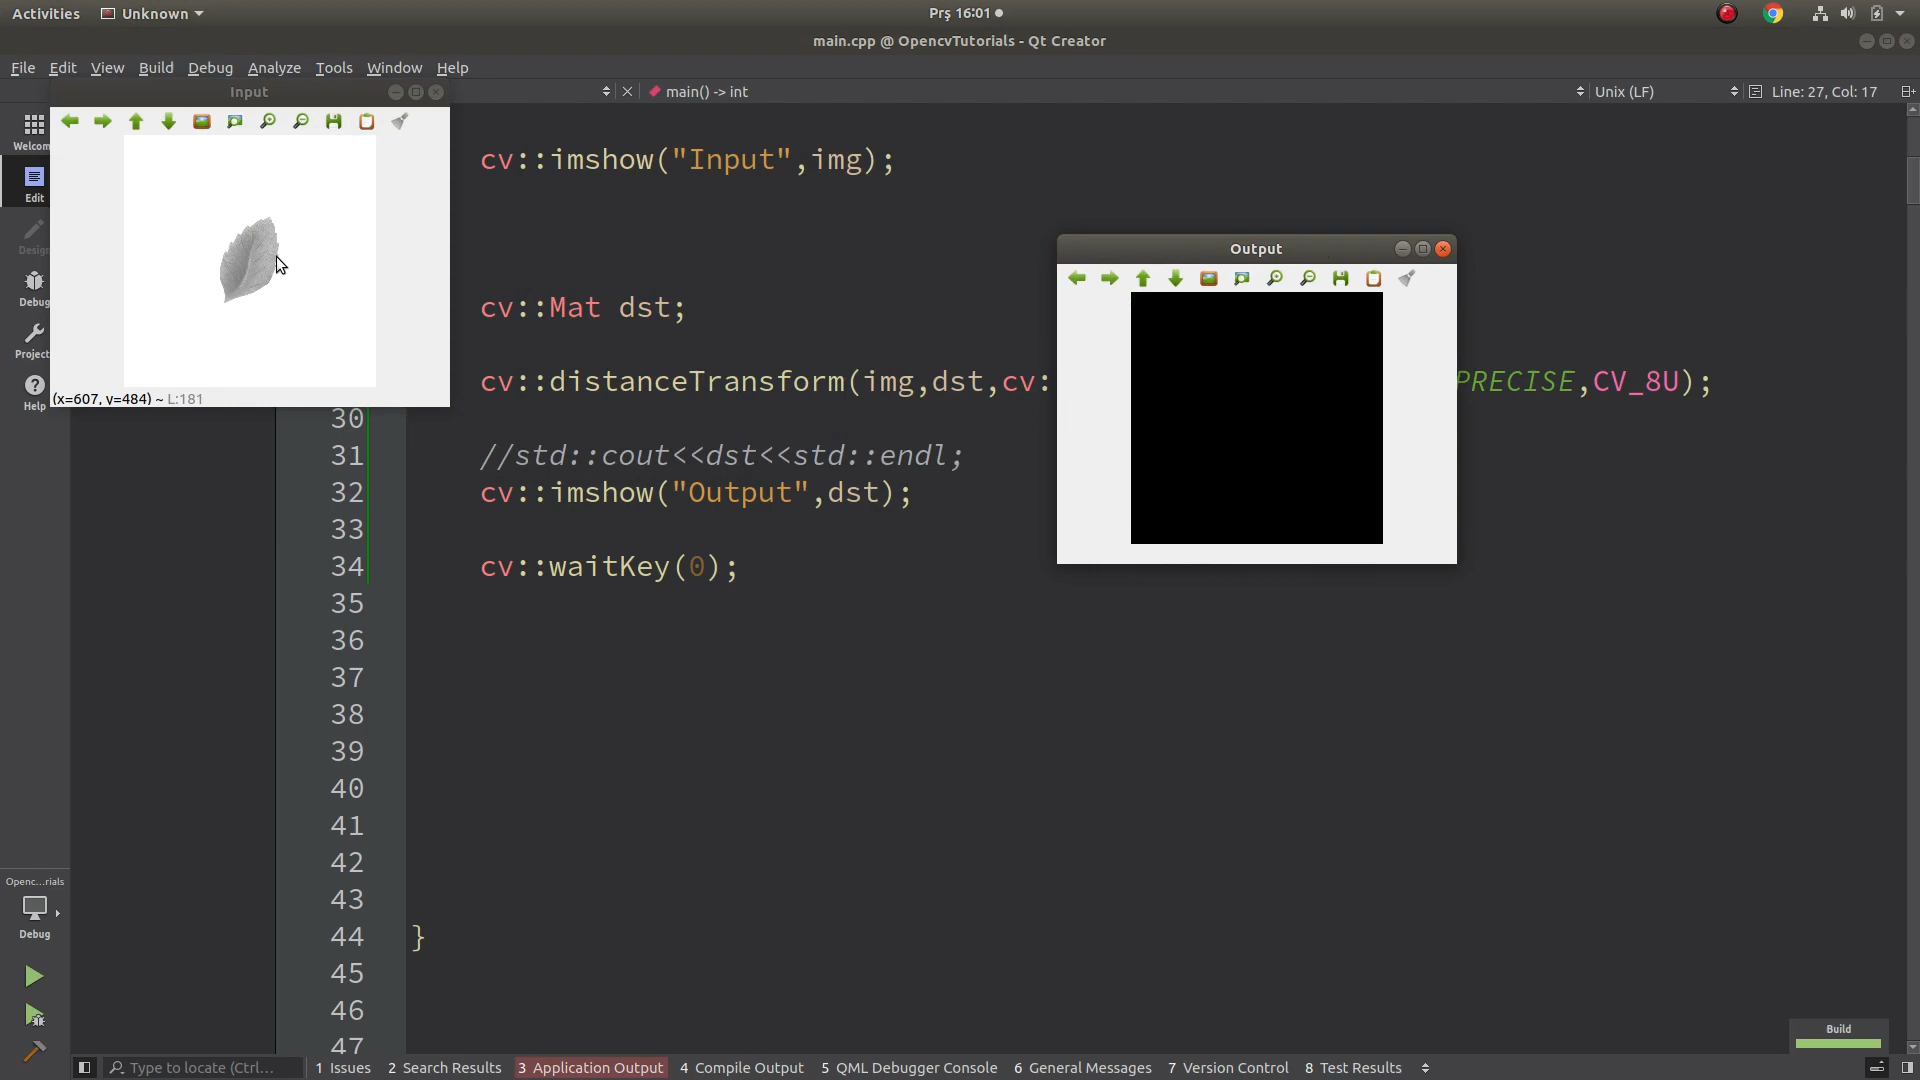 Activities Unknown Prş 16:01
main.cpp @ OpencvTutorials - Qt Creator
File Edit View Build Debug Analyze Tools Window Help
Input
main() -> int Unix (LF) Line: 27, Col: 17
Welcom
Edit
Design
Debug
Project
Help
(x=607, y=484) ~ L:181
cv::imshow("Input",img);
Output
cv::Mat dst;
cv::distanceTransform(img,dst,cv: PRECISE,CV_8U);
30
31 //std::cout<<dst<<std::endl;
32 cv::imshow("Output",dst);
33
34 cv::waitKey(0);
35
36
37
38
39
40
41
42
43
44 }
45
46
47
Openc...rials
Debug
Build
Type to locate (Ctrl... 1 Issues 2 Search Results 3 Application Output 4 Compile Output 5 QML Debugger Console 6 General Messages 7 Version Control 8 Test Results